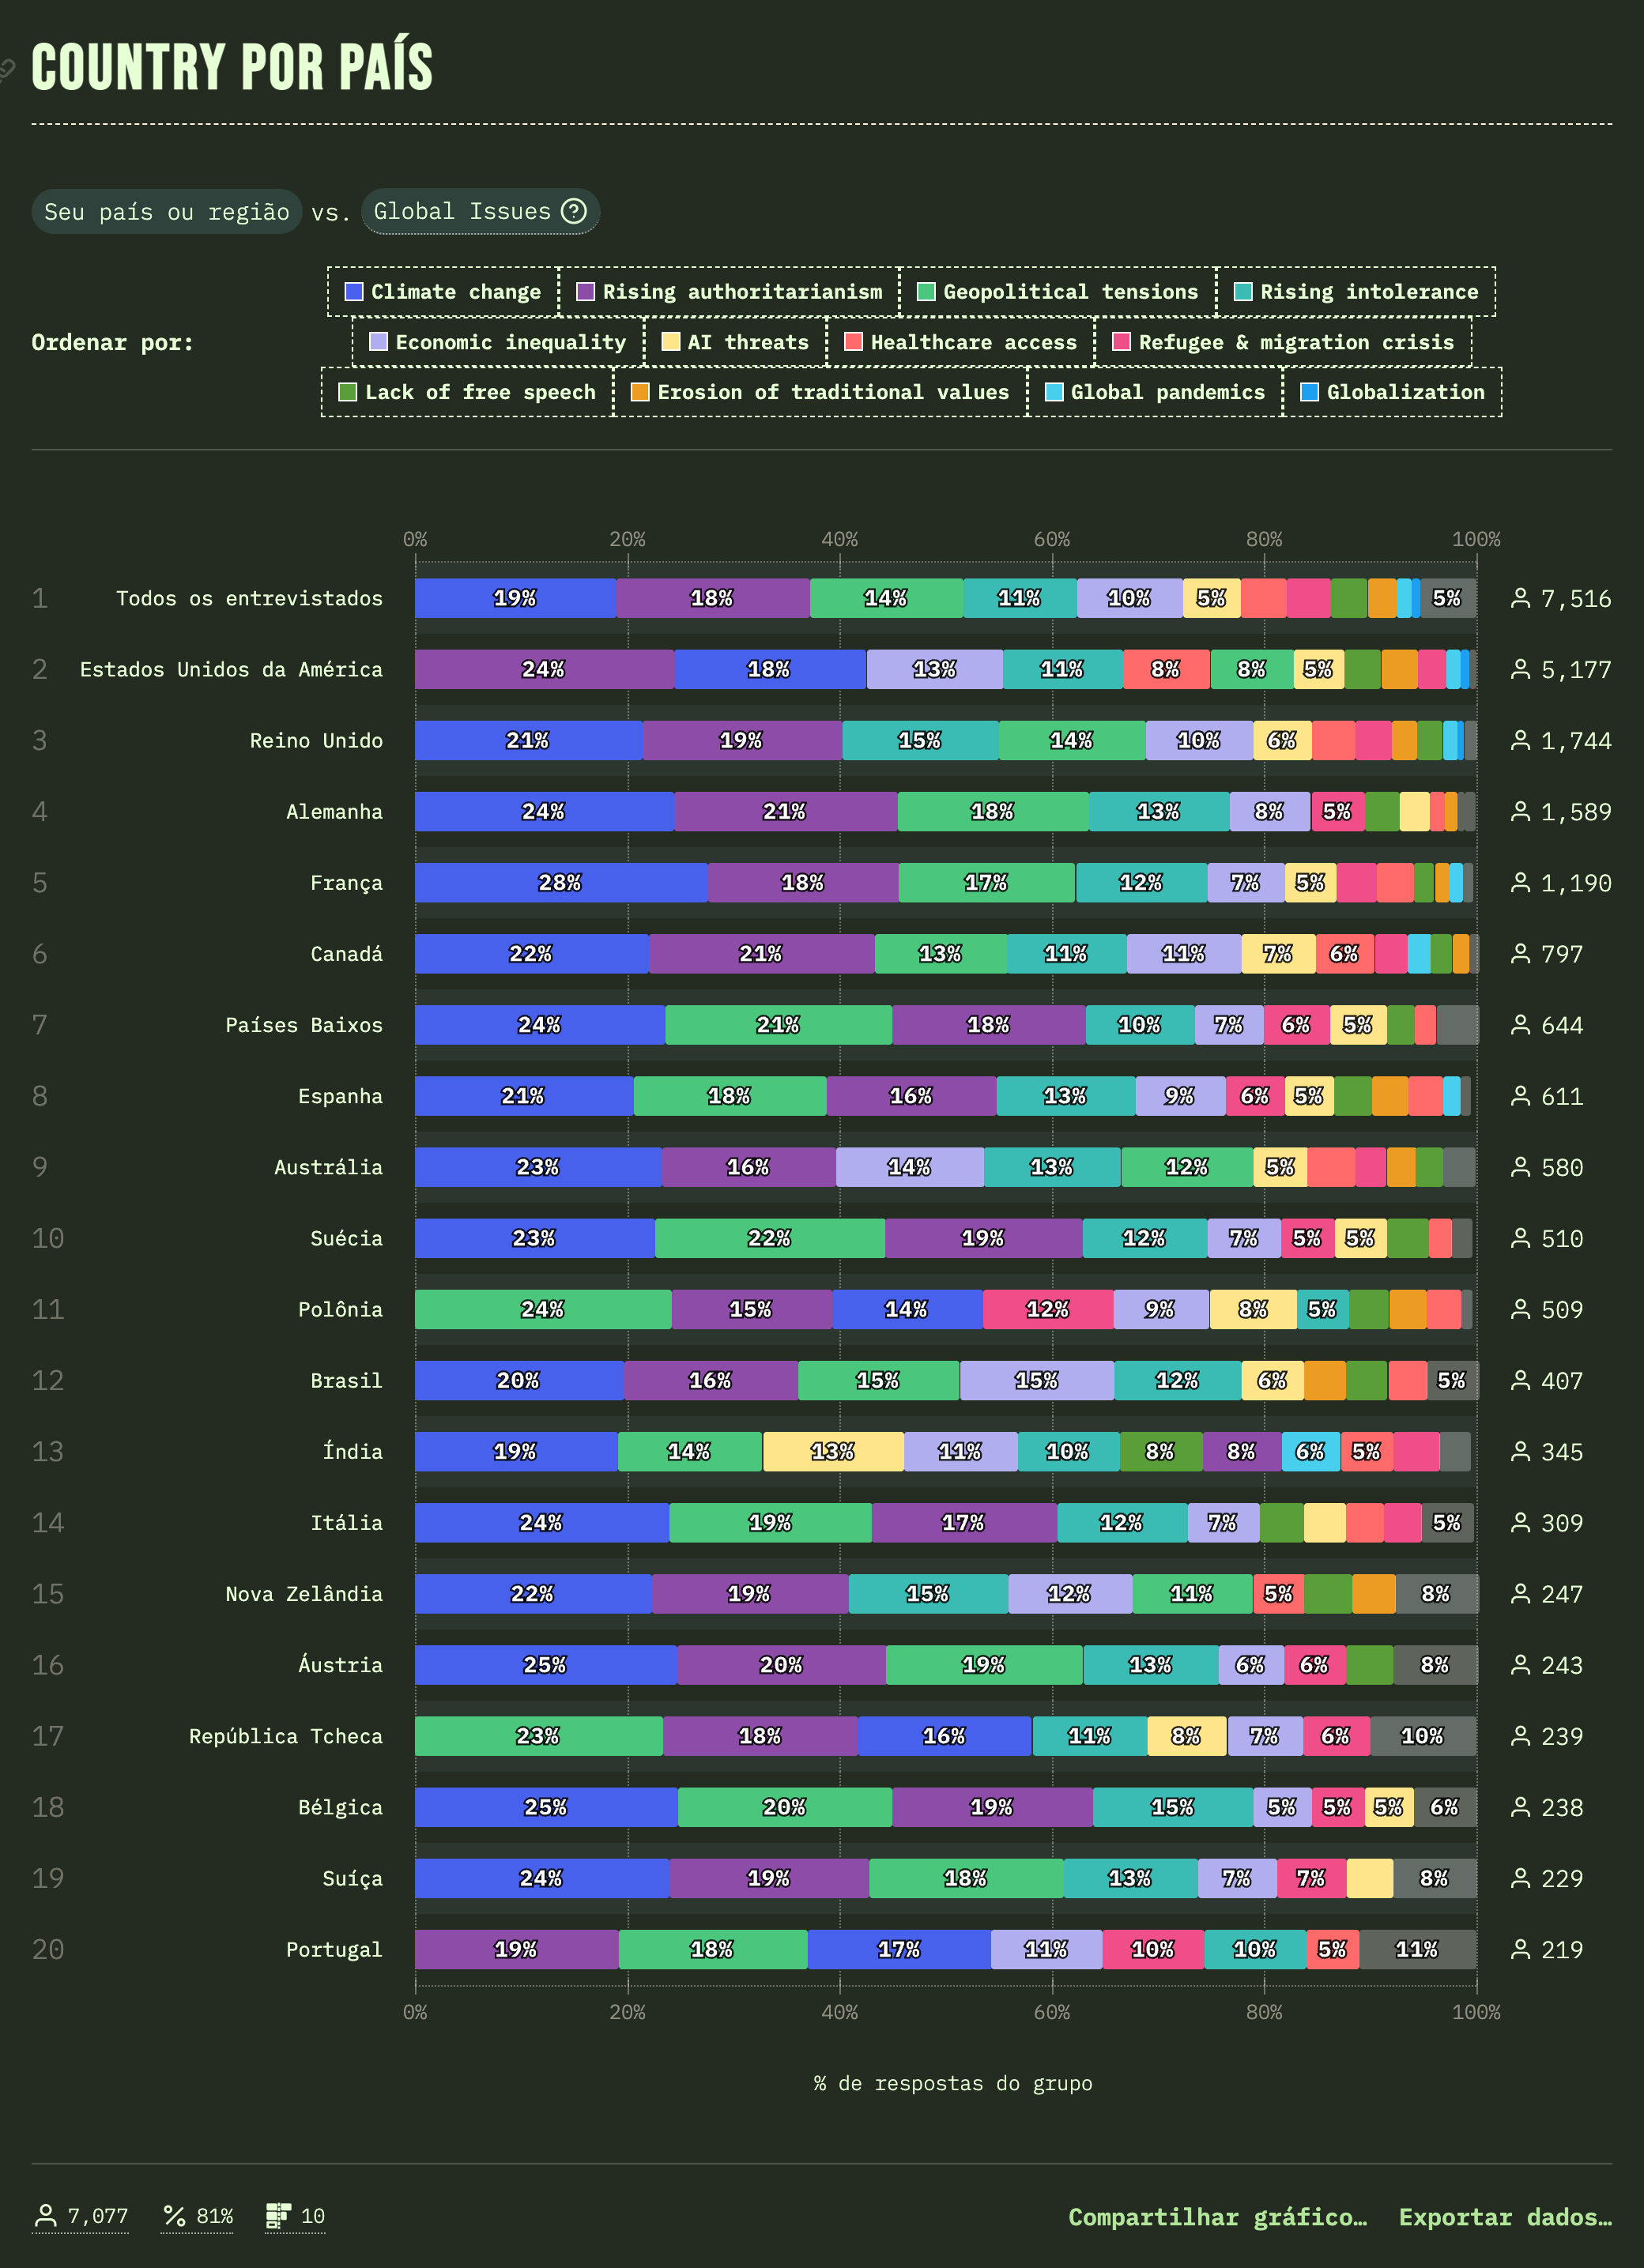 COUNTRY POR PAÍS
Seu país ou região vs. Global Issues ?
Climate change Rising authoritarianism Geopolitical tensions Rising intolerance
Ordenar por: Economic inequality AI threats Healthcare access Refugee & migration crisis
Lack of free speech Erosion of traditional values Global pandemics Globalization
0% 20% 40% 60% 80% 100%
1 Todos os entrevistados 19% 18% 14% 11% 10% 5% 5% 7,516
2 Estados Unidos da América 24% 18% 13% 11% 8% 8% 5% 5,177
3 Reino Unido 21% 19% 15% 14% 10% 6% 1,744
4 Alemanha 24% 21% 18% 13% 8% 5% 1,589
5 França 28% 18% 17% 12% 7% 5% 1,190
6 Canadá 22% 21% 13% 11% 11% 7% 6% 797
7 Países Baixos 24% 21% 18% 10% 7% 6% 5% 644
8 Espanha 21% 18% 16% 13% 9% 6% 5% 611
9 Austrália 23% 16% 14% 13% 12% 5% 580
10 Suécia 23% 22% 19% 12% 7% 5% 5% 510
11 Polônia 24% 15% 14% 12% 9% 8% 5% 509
12 Brasil 20% 16% 15% 15% 12% 6% 5% 407
13 Índia 19% 14% 13% 11% 10% 8% 8% 6% 5% 345
14 Itália 24% 19% 17% 12% 7% 5% 309
15 Nova Zelândia 22% 19% 15% 12% 11% 5% 8% 247
16 Áustria 25% 20% 19% 13% 6% 6% 8% 243
17 República Tcheca 23% 18% 16% 11% 8% 7% 6% 10% 239
18 Bélgica 25% 20% 19% 15% 5% 5% 5% 6% 238
19 Suíça 24% 19% 18% 13% 7% 7% 8% 229
20 Portugal 19% 18% 17% 11% 10% 10% 5% 11% 219
0% 20% 40% 60% 80% 100%
% de respostas do grupo
7,077 81% 10 Compartilhar gráfico… Exportar dados…